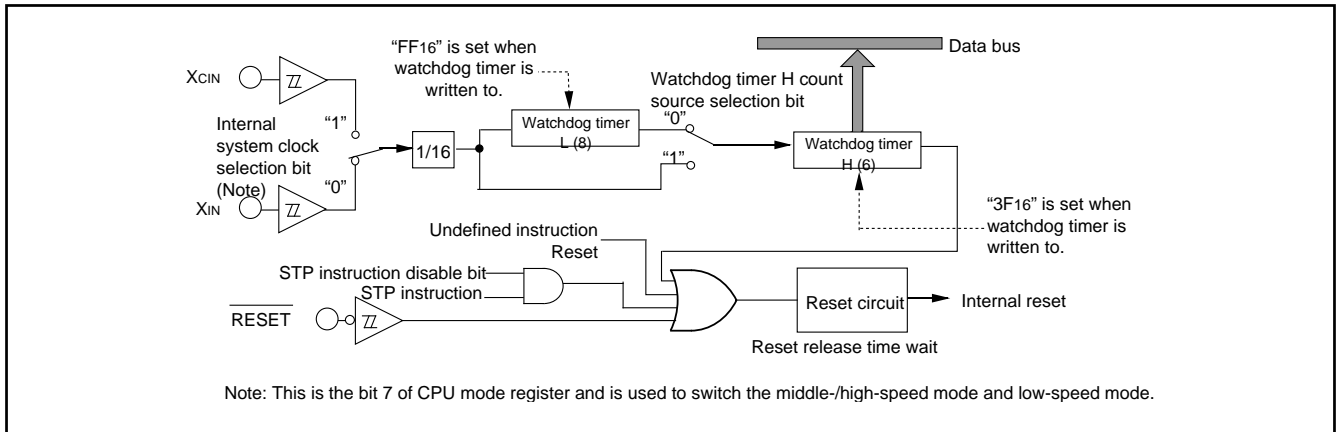 Data bus
“FF16” is set when
watchdog timer is
written to.
XCIN
Watchdog timer H count
source selection bit
Internal
system clock
selection bit
(Note)
“1”
“0”
XIN
1/16
Watchdog timer
L (8)
“0”
“1”
Watchdog timer
H (6)
“3F16” is set when
watchdog timer is
written to.
Undefined instruction
Reset
STP instruction disable bit
STP instruction
RESET
Reset circuit
Internal reset
Reset release time wait
Note: This is the bit 7 of CPU mode register and is used to switch the middle-/high-speed mode and low-speed mode.